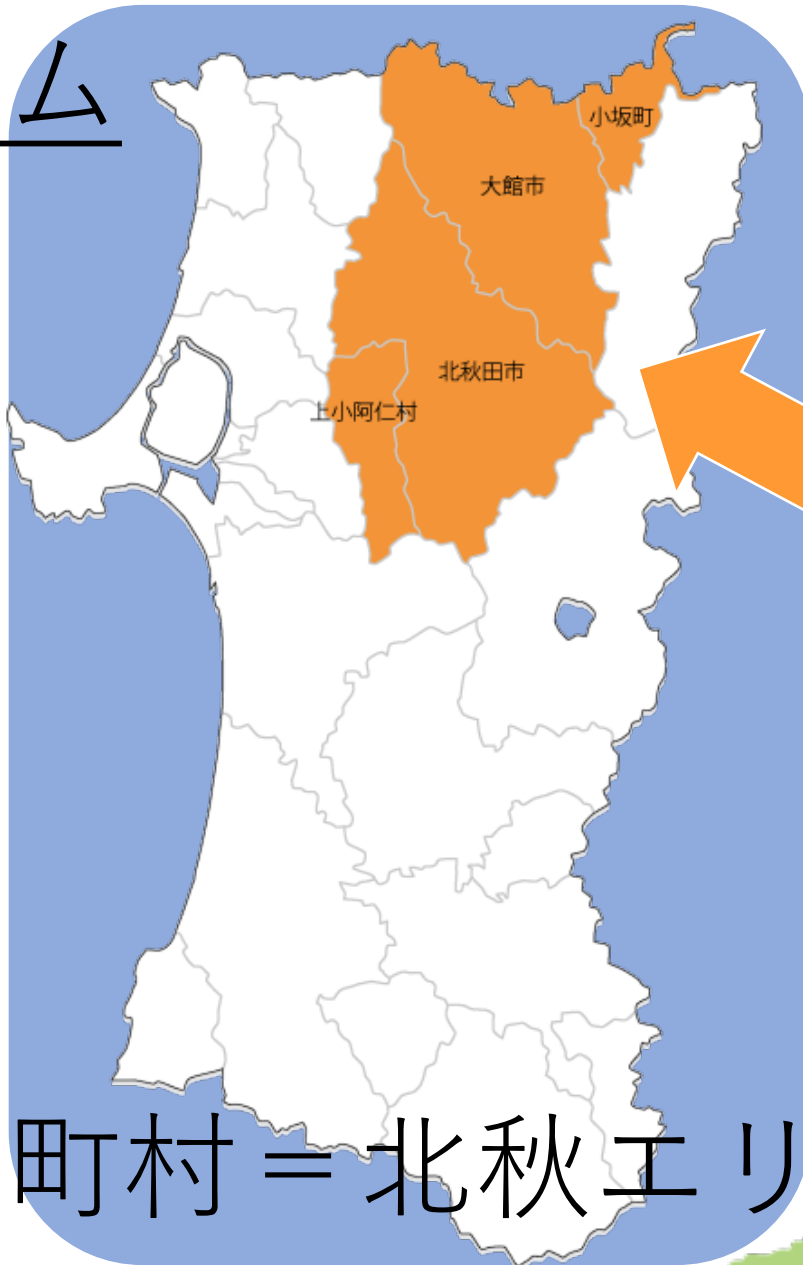 ム
小坂町
大館市
北秋田市
上小阿仁村
町村=北秋エリ